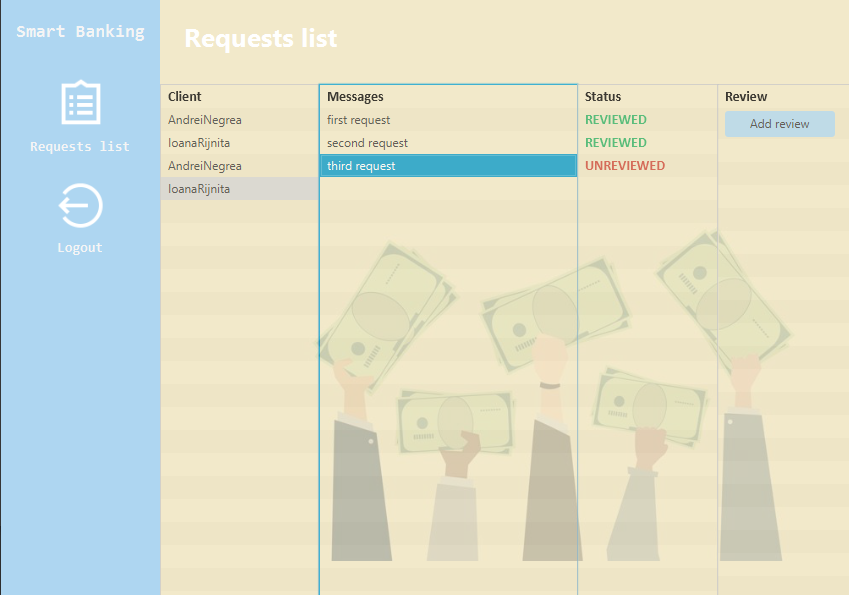 Smart Banking
Requests list
Requests list
Logout
Client Messages Status Review
AndreiNegrea first request REVIEWED Add review
IoanaRijnita second request REVIEWED
AndreiNegrea third request UNREVIEWED
IoanaRijnita